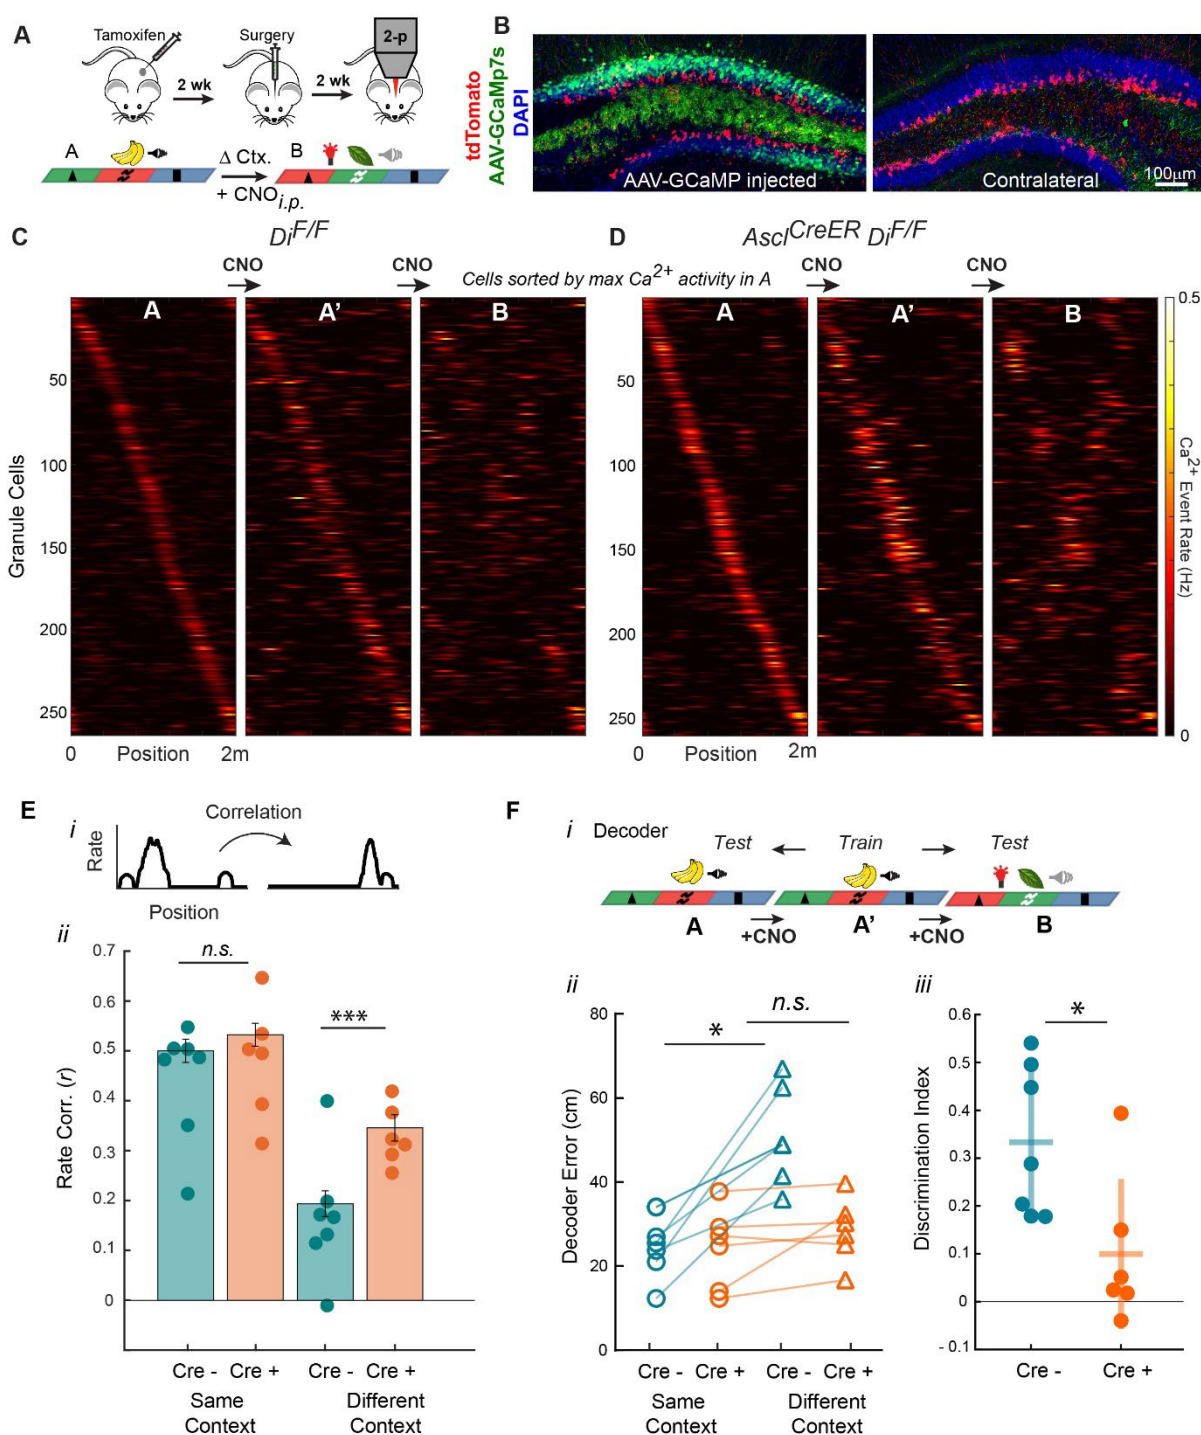 A
Tamoxifen
Surgery
2-p
2 wk
2 wk
A
B
Δ Ctx.
+ CNOi.p.
B
tdTomato
AAV-GCaMp7s
DAPI
AAV-GCaMP injected
Contralateral
100µm
C
DiF/F
D
AsclCreER DiF/F
CNO
CNO
Cells sorted by max Ca2+ activity in A
CNO
CNO
A
A'
B
A
A'
B
Granule Cells
50
100
150
200
250
0
Position
2m
50
100
150
200
250
0
Position
2m
0.5
Ca2+ Event Rate (Hz)
0
E
i
Correlation
Rate
Position
ii
n.s.
***
Rate Corr. (r)
0.7
0.6
0.5
0.4
0.3
0.2
0.1
0
Cre - Cre + Cre - Cre +
Same Context
Different Context
F
i
Decoder
Test
Train
Test
A
+CNO
A'
+CNO
B
ii
n.s.
*
Decoder Error (cm)
80
60
40
20
0
Cre - Cre + Cre - Cre +
Same Context
Different Context
iii
*
Discrimination Index
0.6
0.5
0.4
0.3
0.2
0.1
0
- 0.1
Cre -
Cre +